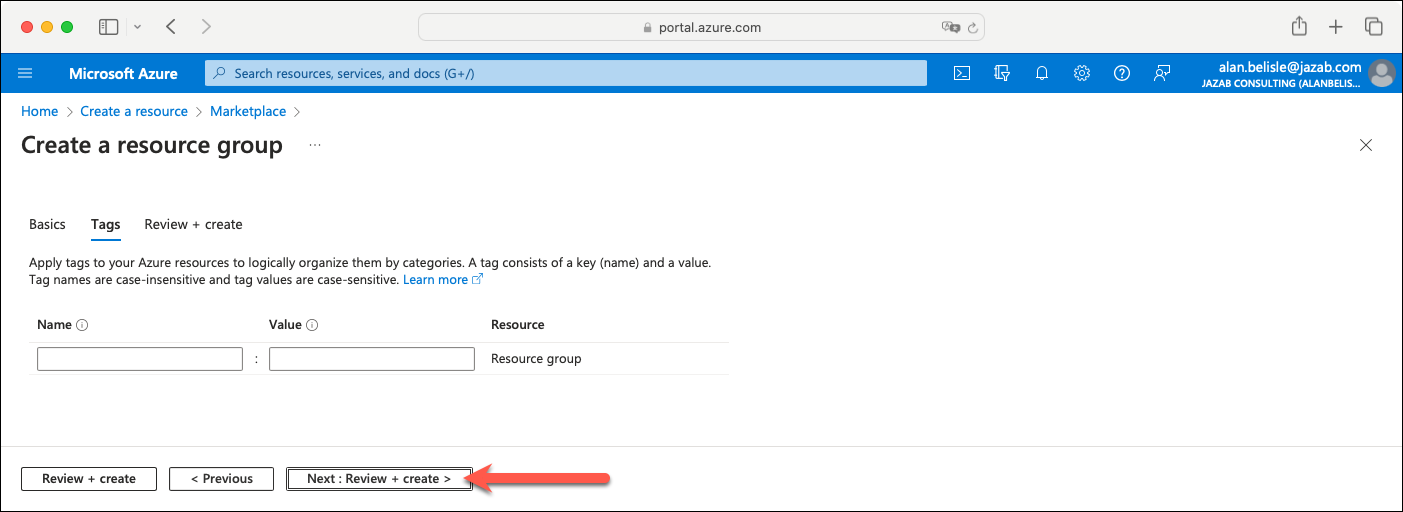 portal.azure.com
Microsoft Azure
Search resources, services, and docs (G+/)
alan.belisle@jazab.com
JAZAB CONSULTING (ALANBELIS...
Home > Create a resource > Marketplace >
Create a resource group ...
Basics Tags Review + create
Apply tags to your Azure resources to logically organize them by categories. A tag consists of a key (name) and a value.
Tag names are case-insensitive and tag values are case-sensitive. Learn more
Name Value Resource
: Resource group
Review + create < Previous Next : Review + create >